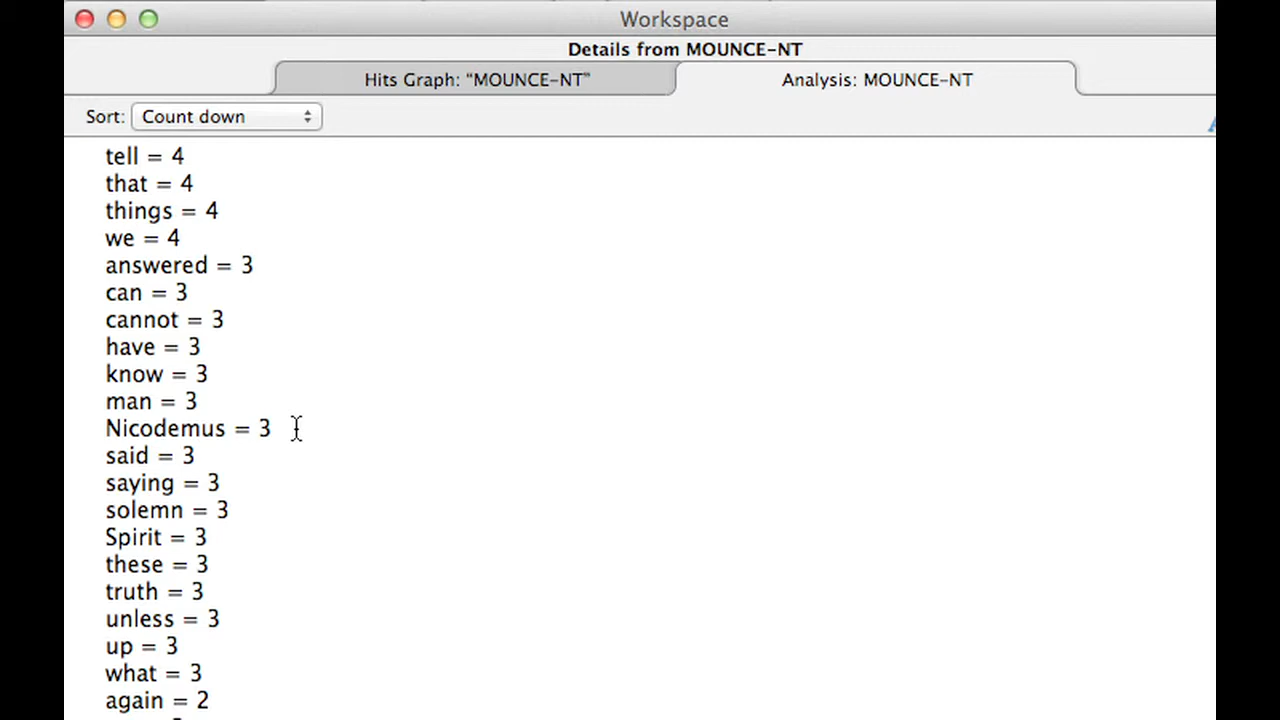 Workspace
Details from MOUNCE-NT
Hits Graph: “MOUNCE-NT”
Analysis: MOUNCE-NT
Sort: Count down
tell = 4
that = 4
things = 4
we = 4
answered = 3
can = 3
cannot = 3
have = 3
know = 3
man = 3
Nicodemus = 3
said = 3
saying = 3
solemn = 3
Spirit = 3
these = 3
truth = 3
unless = 3
up = 3
what = 3
again = 2